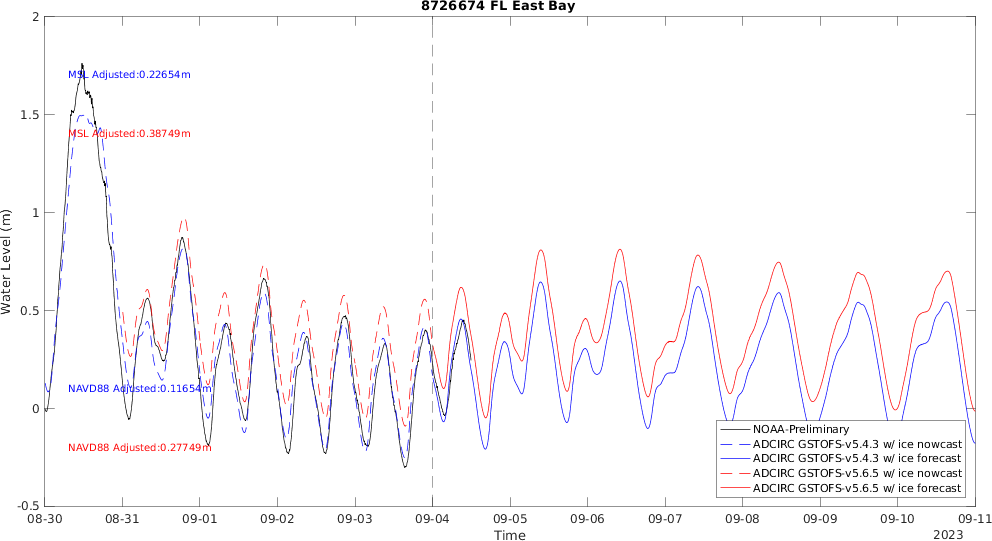 8726674 FL East Bay
2
MSL Adjusted:0.22654m
1.5
MSL Adjusted:0.38749m
1
Water Level (m)
0.5
NAVD88 Adjusted:0.11654m
0
NOAA-Preliminary
NAVD88 Adjusted:0.27749m
ADCIRC GSTOFS-v5.4.3 w/ ice nowcast
ADCIRC GSTOFS-v5.4.3 w/ ice forecast
ADCIRC GSTOFS-v5.6.5 w/ ice nowcast
ADCIRC GSTOFS-v5.6.5 w/ ice forecast
-0.5
08-30 08-31 09-01 09-02 09-03 09-04 09-05 09-06 09-07 09-08 09-09 09-10 09-11
Time
2023